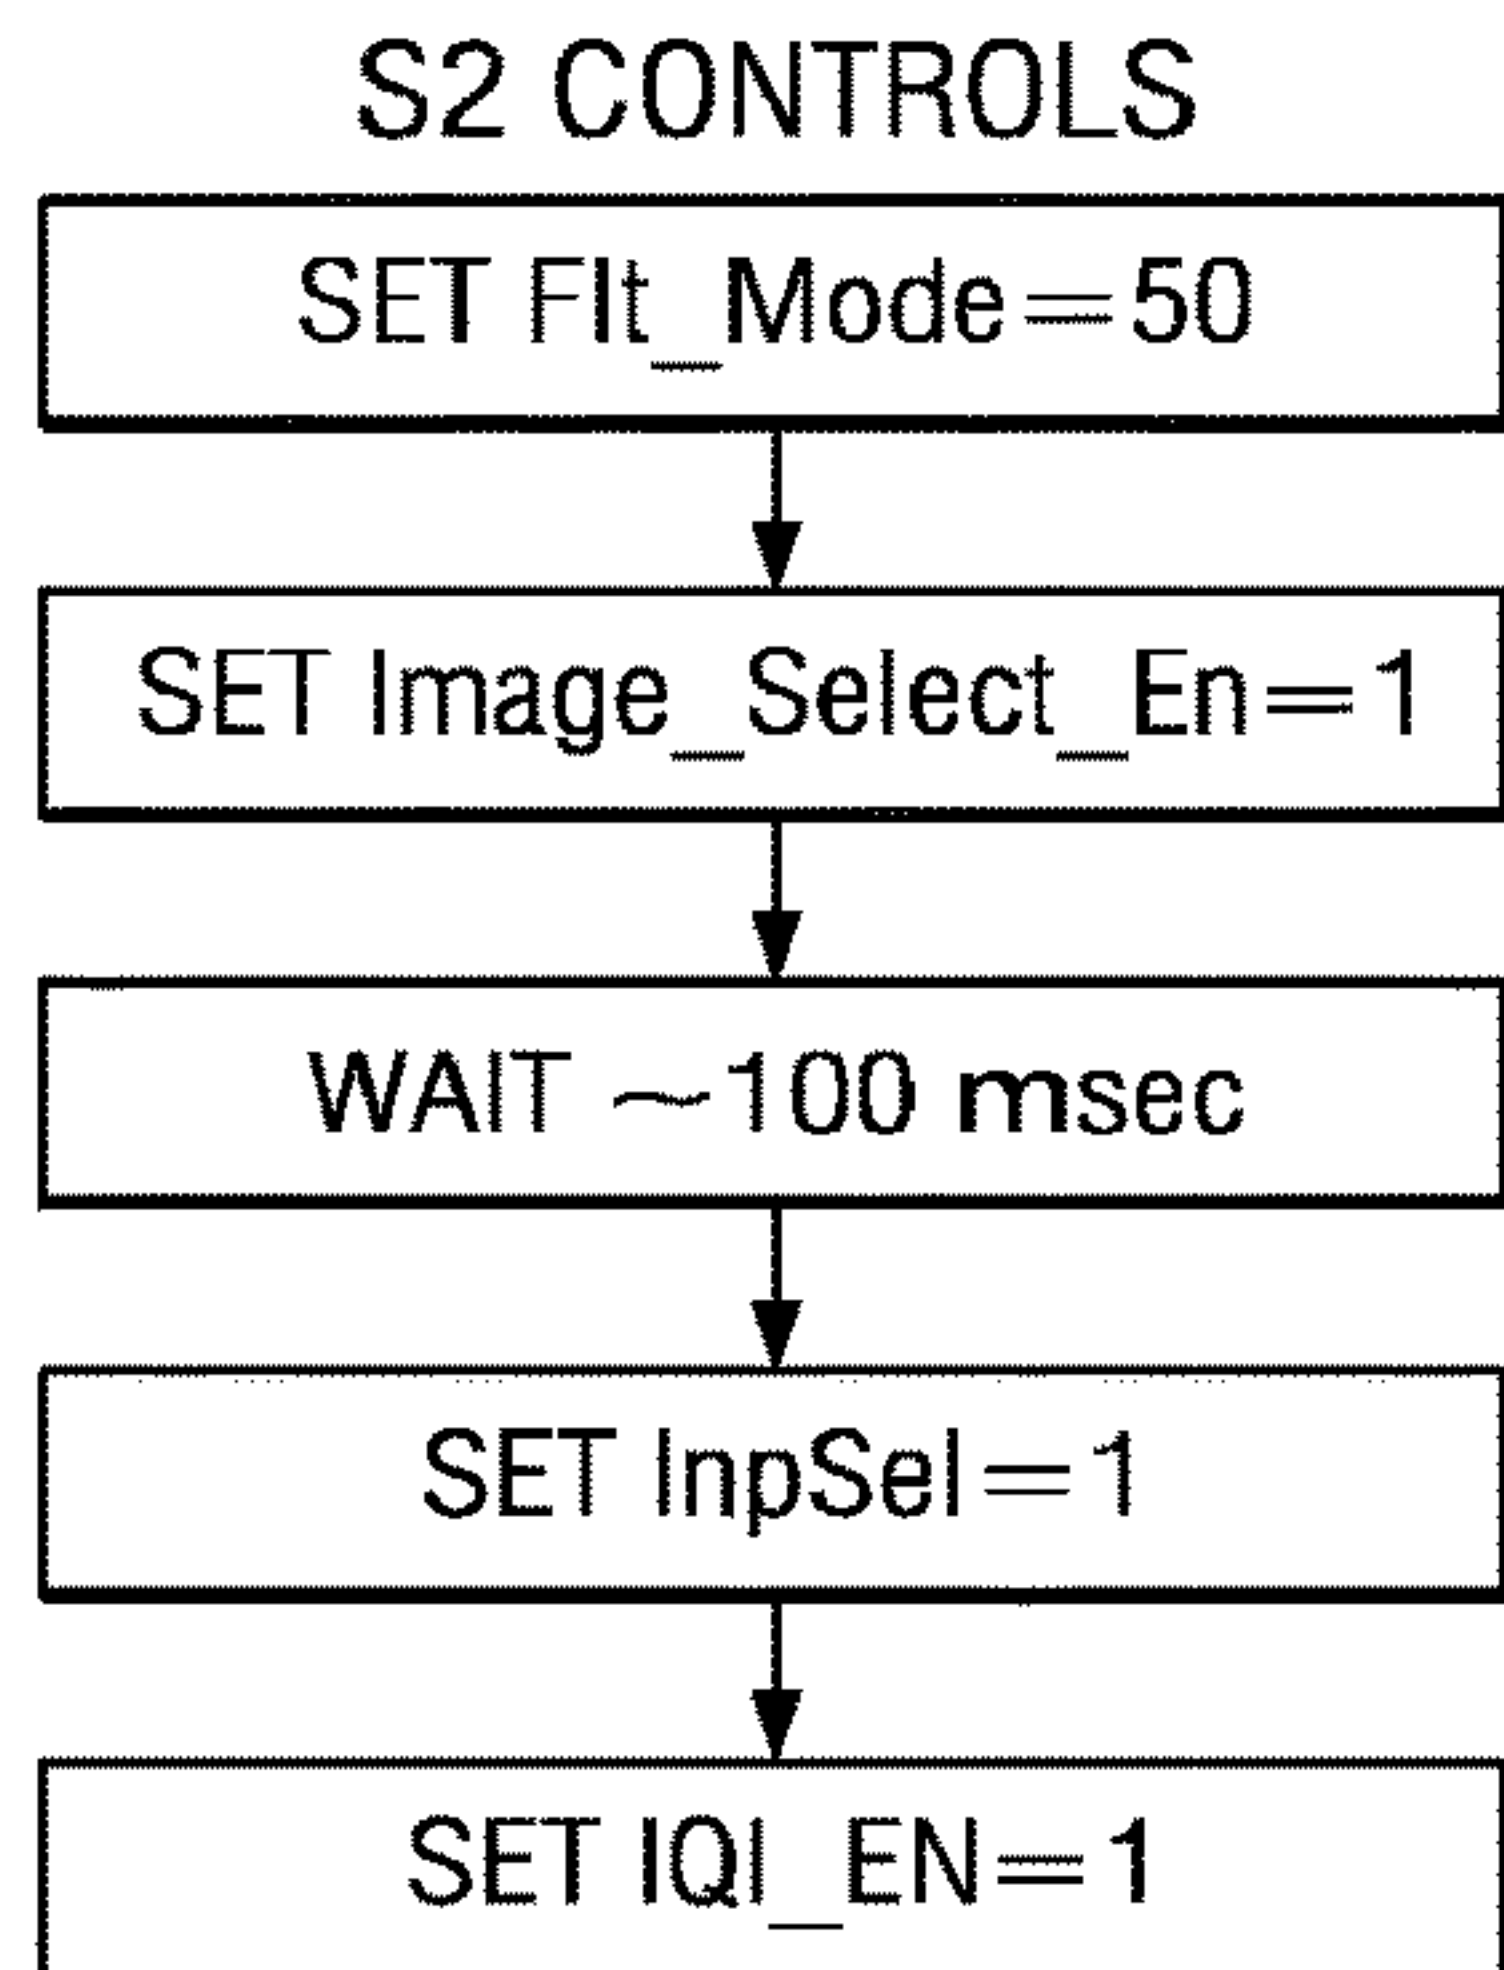 S2 CONTROLS
SET Flt_Mode=50
SET Image_Select_En=1
WAIT ~100 msec
SET InpSel=1
SET IQI_EN=1